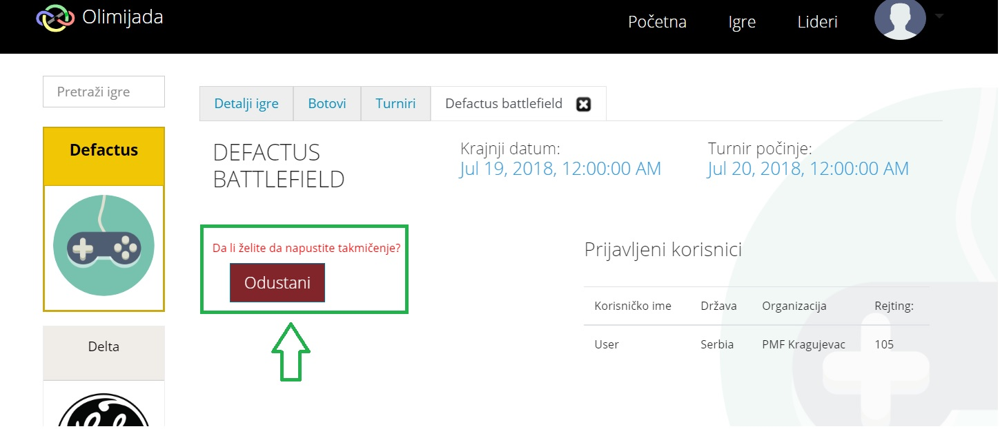 Olimijada
Početna
Igre
Lideri
Pretraži igre
Defactus
Delta
Detalji igre
Botovi
Turniri
Defactus battlefield
DEFACTUS
BATTLEFIELD
Krajnji datum:
Jul 19, 2018, 12:00:00 AM
Turnir počinje:
Jul 20, 2018, 12:00:00 AM
Da li želite da napustite takmičenje?
Odustani
Prijavljeni korisnici
Korisničko ime Država Organizacija Rejting:
User Serbia PMF Kragujevac 105